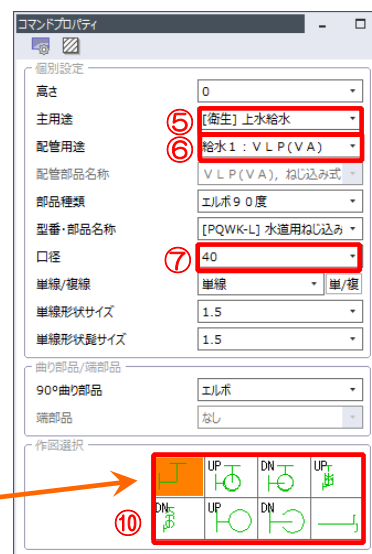 コマンドプロパティ
個別設定
高さ 0
⑤ 主用途 [衛生] 上水給水
⑥ 配管用途 給水1：ＶＬＰ(ＶＡ)
配管部品名称 ＶＬＰ(ＶＡ), ねじ込み式
部品種類 エルボ９０度
型番・部品名称 [PQWK-L] 水道用ねじ込み
⑦ 口径 40
単線/複線 単線 単/複
単線形状サイズ 1.5
単線形状髭サイズ 1.5
曲り部品/端部品
90°曲り部品 エルボ
端部品 なし
作図選択
UP DN UP
⑩ DN UP DN